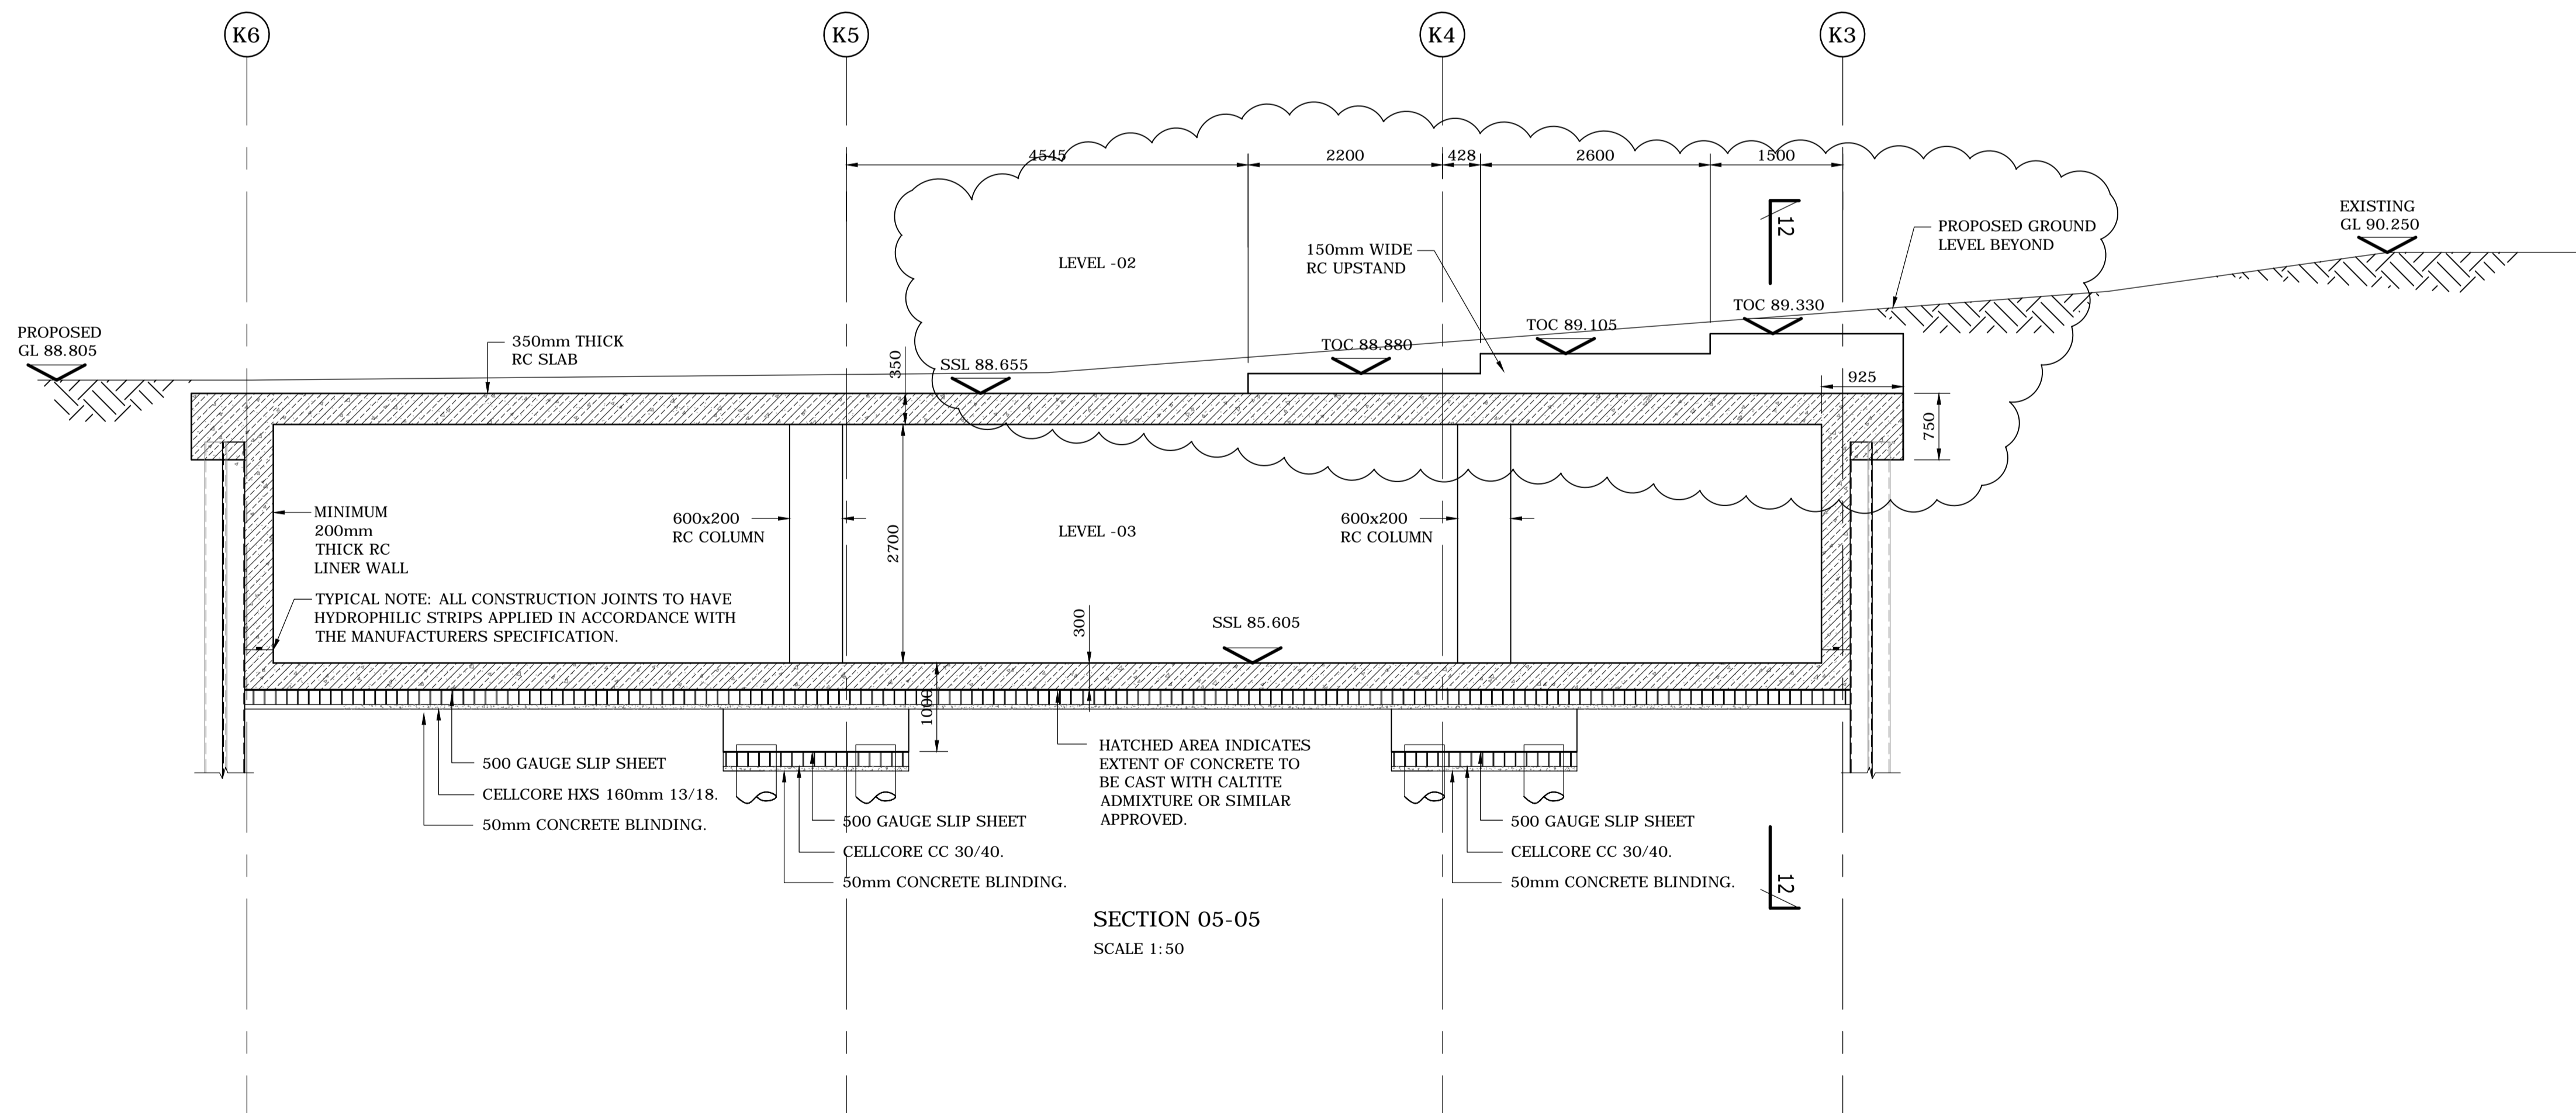 K6
K5
K4
K3
4545
2200
428
2600
1500
12
EXISTING
GL 90.250
PROPOSED GROUND
LEVEL BEYOND
150mm WIDE
RC UPSTAND
LEVEL -02
TOC 89.330
TOC 89.105
TOC 88.880
SSL 88.655
PROPOSED
GL 88.805
350mm THICK
RC SLAB
350
925
750
MINIMUM
200mm
THICK RC
LINER WALL
600x200
RC COLUMN
2700
LEVEL -03
600x200
RC COLUMN
TYPICAL NOTE: ALL CONSTRUCTION JOINTS TO HAVE
HYDROPHILIC STRIPS APPLIED IN ACCORDANCE WITH
THE MANUFACTURERS SPECIFICATION.
300
SSL 85.605
1000
500 GAUGE SLIP SHEET
CELLCORE HXS 160mm 13/18.
50mm CONCRETE BLINDING.
HATCHED AREA INDICATES
EXTENT OF CONCRETE TO
BE CAST WITH CALTITE
ADMIXTURE OR SIMILAR
APPROVED.
500 GAUGE SLIP SHEET
CELLCORE CC 30/40.
50mm CONCRETE BLINDING.
500 GAUGE SLIP SHEET
CELLCORE CC 30/40.
50mm CONCRETE BLINDING.
12
SECTION 05-05
SCALE 1:50